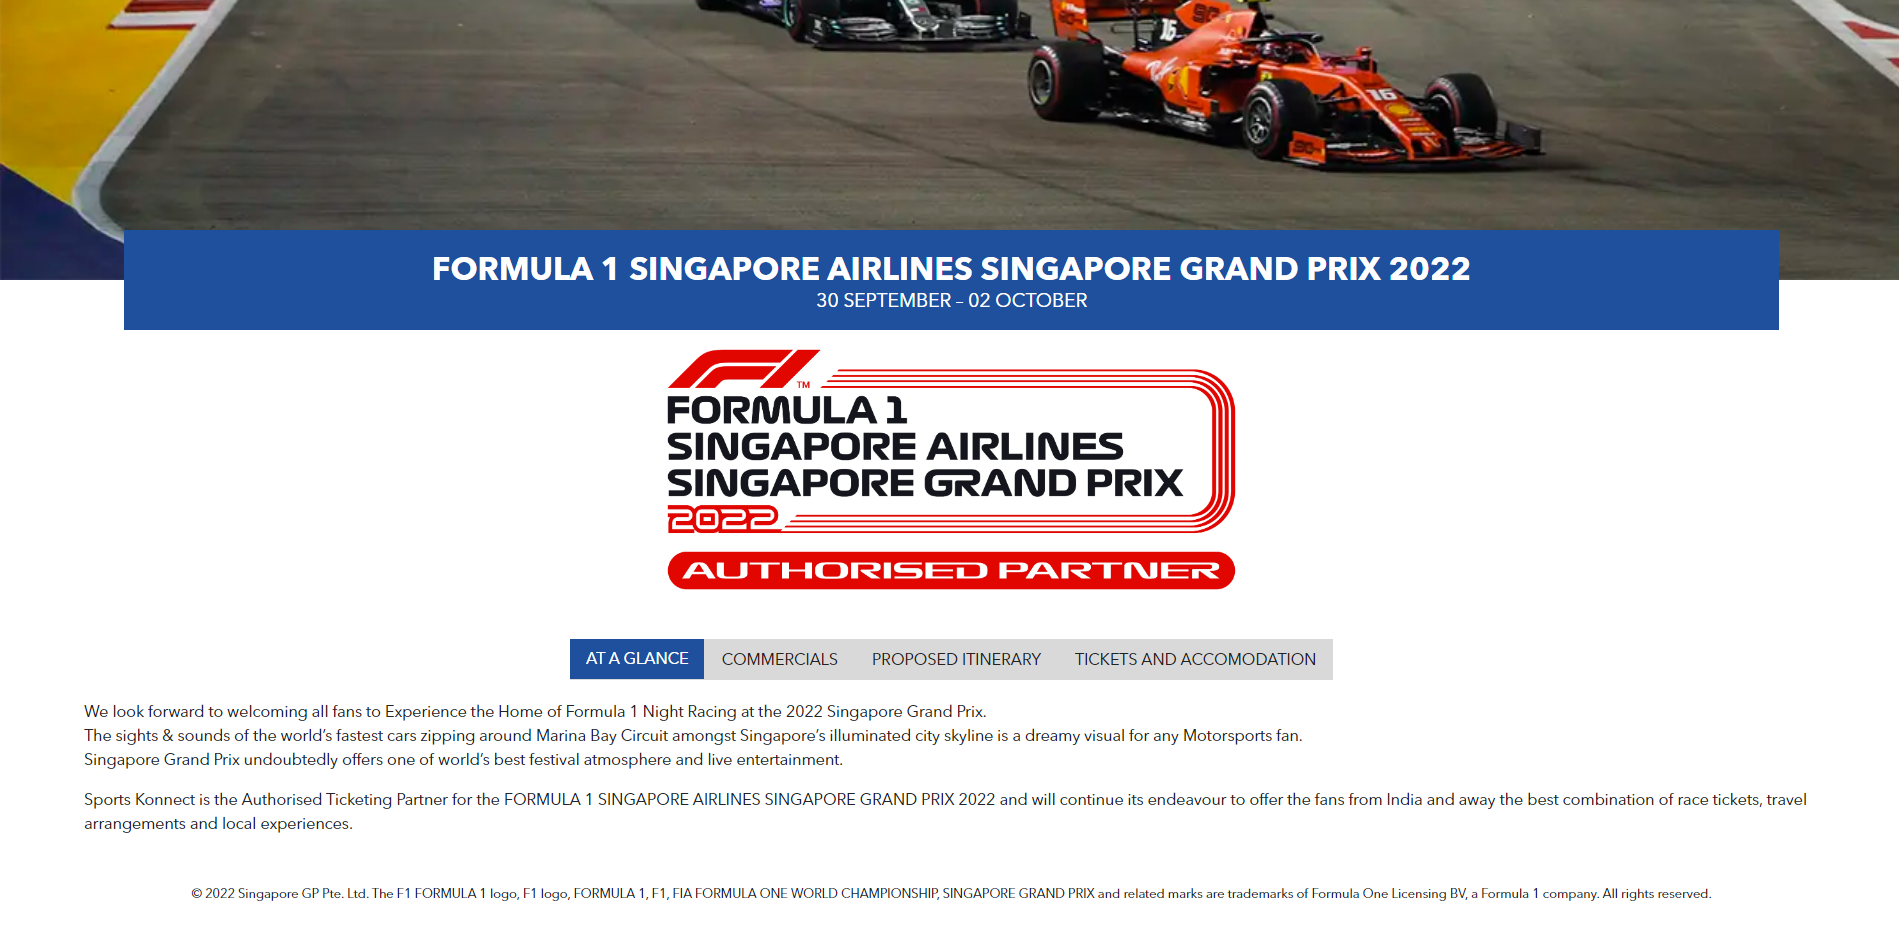 16
16
90
FORMULA 1 SINGAPORE AIRLINES SINGAPORE GRAND PRIX 2022
30 SEPTEMBER – 02 OCTOBER
TM
FORMULA 1
SINGAPORE AIRLINES
SINGAPORE GRAND PRIX
2022
AUTHORISED PARTNER
AT A GLANCE COMMERCIALS PROPOSED ITINERARY TICKETS AND ACCOMODATION
We look forward to welcoming all fans to Experience the Home of Formula 1 Night Racing at the 2022 Singapore Grand Prix.
The sights & sounds of the world’s fastest cars zipping around Marina Bay Circuit amongst Singapore’s illuminated city skyline is a dreamy visual for any Motorsports fan.
Singapore Grand Prix undoubtedly offers one of world’s best festival atmosphere and live entertainment.
Sports Konnect is the Authorised Ticketing Partner for the FORMULA 1 SINGAPORE AIRLINES SINGAPORE GRAND PRIX 2022 and will continue its endeavour to offer the fans from India and away the best combination of race tickets, travel
arrangements and local experiences.
© 2022 Singapore GP Pte. Ltd. The F1 FORMULA 1 logo, F1 logo, FORMULA 1, F1, FIA FORMULA ONE WORLD CHAMPIONSHIP, SINGAPORE GRAND PRIX and related marks are trademarks of Formula One Licensing BV, a Formula 1 company. All rights reserved.